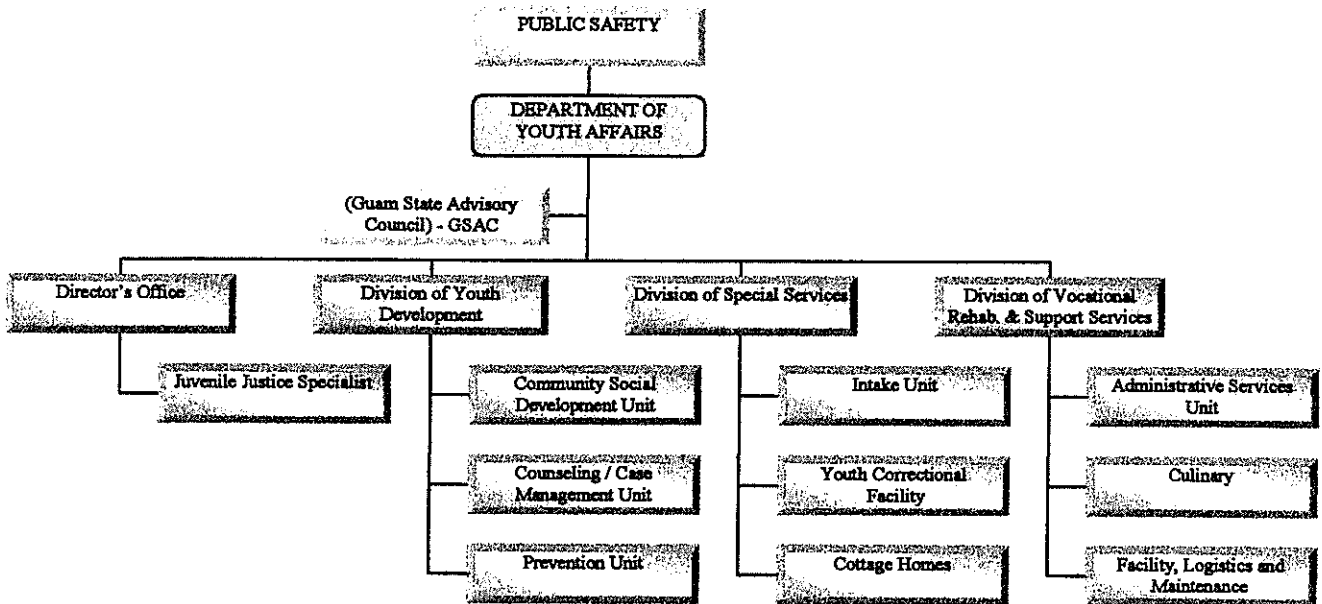 PUBLIC SAFETY
DEPARTMENT OF
YOUTH AFFAIRS
(Guam State Advisory
Council) - GSAC
Director's Office
Division of Youth
Development
Division of Special Services
Division of Vocational
Rehab. & Support Services
Juvenile Justice Specialist
Community Social
Development Unit
Intake Unit
Administrative Services
Unit
Counseling / Case
Management Unit
Youth Correctional
Facility
Culinary
Prevention Unit
Cottage Homes
Facility, Logistics and
Maintenance